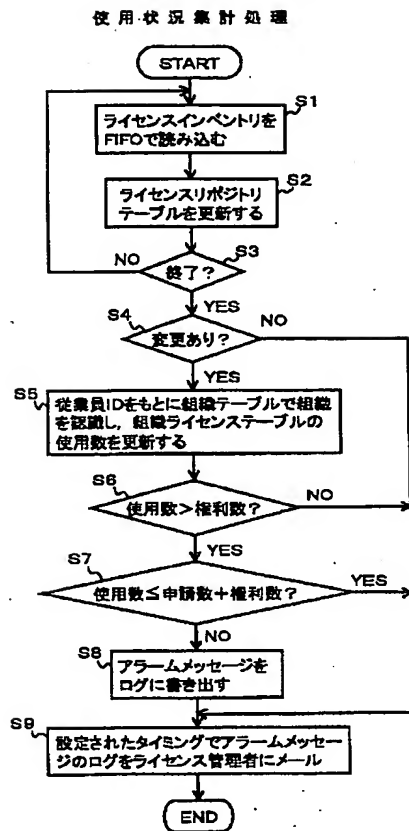 使用状況集計処理
START
S1
ライセンスインベントリを
FIFOで読み込む
S2
ライセンスリポジトリ
テーブルを更新する
S3
NO
終了?
YES
S4
NO
変更あり?
YES
S5
従業員IDをもとに組織テーブルで組織
を認識し,組織ライセンステーブルの
使用数を更新する
S6
使用数>権利数?
NO
YES
S7
YES
使用数≤申請数+権利数?
NO
S8
アラームメッセージを
ログに書き出す
S9
設定されたタイミングでアラームメッセー
ジのログをライセンス管理者にメール
END